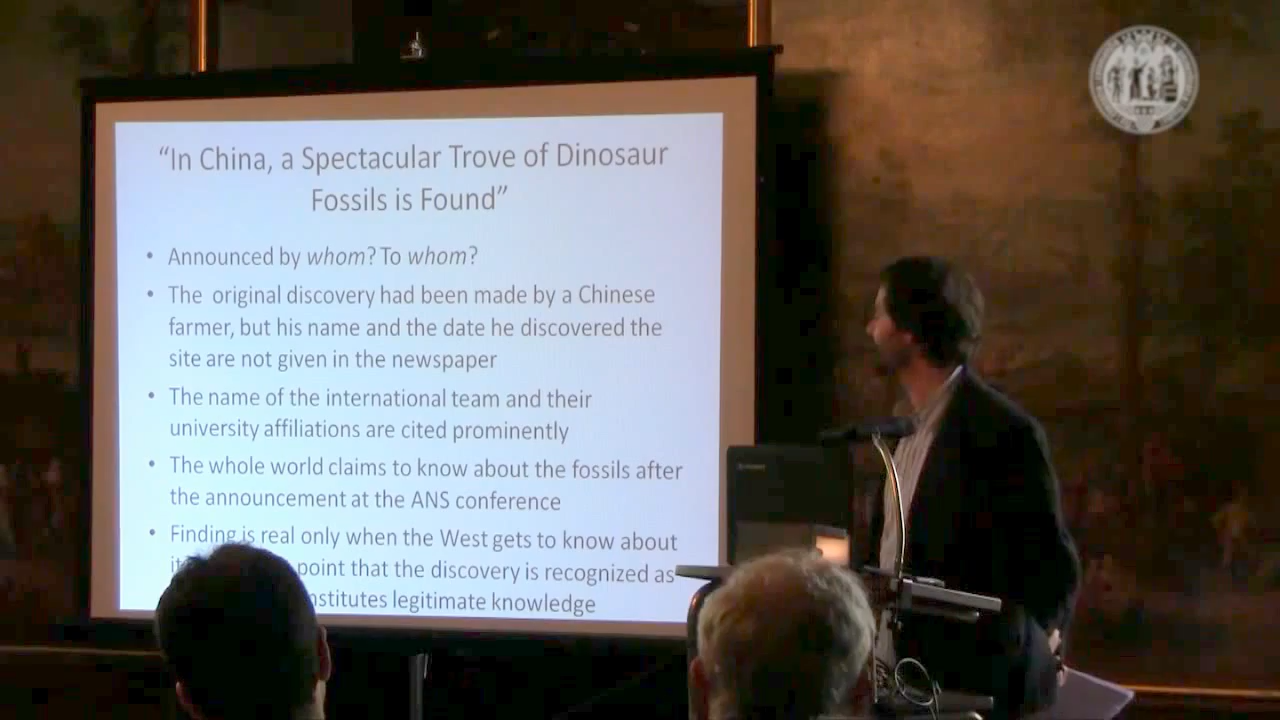 “In China, a Spectacular Trove of Dinosaur
Fossils is Found”
• Announced by whom? To whom?
• The original discovery had been made by a Chinese
farmer, but his name and the date he discovered the
site are not given in the newspaper
• The name of the international team and their
university affiliations are cited prominently
• The whole world claims to know about the fossils after
the announcement at the ANS conference
• Finding is real only when the West gets to know about
point that the discovery is recognized as
legitimate knowledge